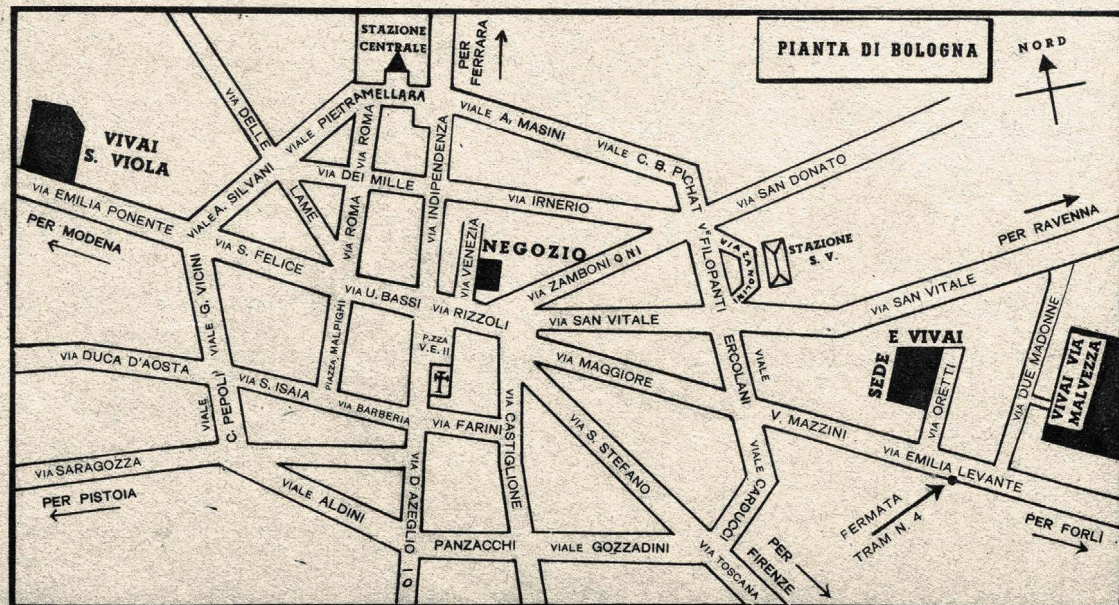 PIANTA DI BOLOGNA
NORD
STAZIONE
CENTRALE
PER
FERRARA
VIA DELLE
LAME
VIALE PIETRAMELLARA
VIALE A. MASINI
VIALE C. B. PICHAT
VIA SAN DONATO
VIVAI
S. VIOLA
VIA EMILIA PONENTE
PER MODENA
VIALE A. SILVANI
VIA ROMA
VIA ROMA
VIA DEI MILLE
VIA INDIPENDENZA
VIA IRNERIO
VIA S. FELICE
VIA VENEZIA
NEGOZIO
VIA ZAMBONI ONI
Vᵉ FILOPANTI
VIA ZANOLINI
STAZIONE
S. V.
PER RAVENNA
VIALE G. VICINI
VIA U. BASSI
VIA RIZZOLI
VIA SAN VITALE
VIA SAN VITALE
P.ZZA
V. E. II
PIAZZA MALPIGHI
VIA DUCA D'AOSTA
VIA S. ISAIA
VIA BARBERIA
VIA FARINI
VIA MAGGIORE
VIALE
ERCOLANI
SEDE
E VIVAI
VIA ORETTI
VIA DUE MADONNE
VIVAI VIA
MALVEZZA
VIALE
C. PEPOLI
VIA CASTIGLIONE
VIA S. STEFANO
V. MAZZINI
VIA EMILIA LEVANTE
VIA SARAGOZZA
PER PISTOIA
VIALE ALDINI
VIA D'AZEGLIO IO
PANZACCHI
VIALE GOZZADINI
VIALE CARDUCCI
VIA TOSCANA
PER
FIRENZE
FERMATA
TRAM N. 4
PER FORLÌ